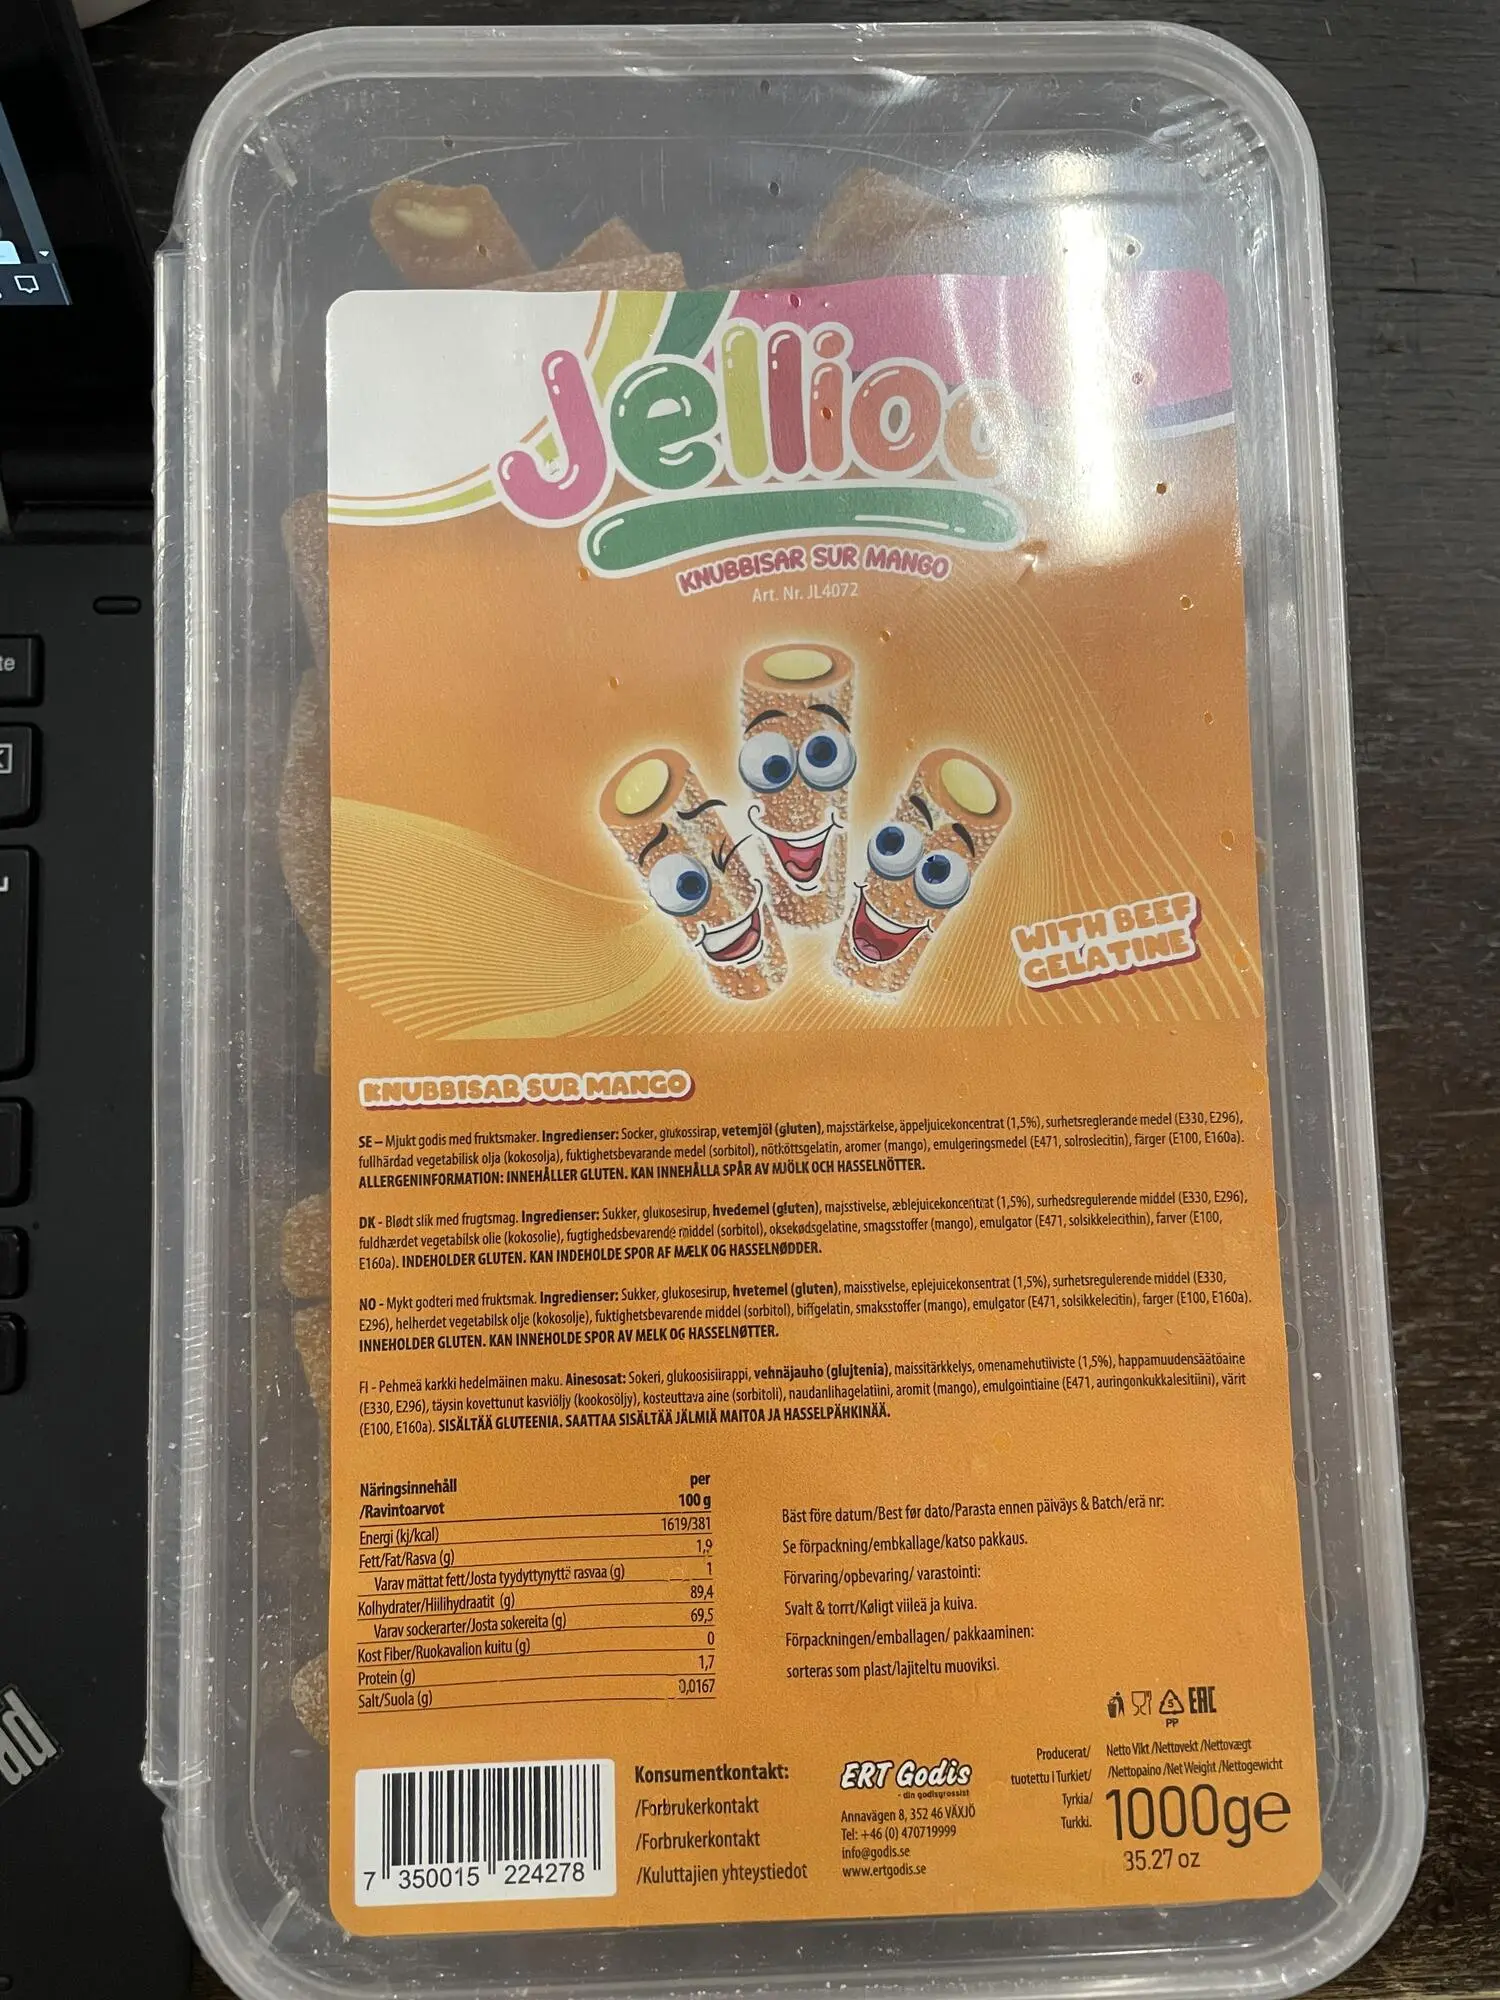 te
Jellioo
KNUBBISAR SUR MANGO
Art. Nr. JL4072
WITH BEEF
GELATINE
KNUBBISAR SUR MANGO
SE – Mjukt godis med fruktsmaker. Ingredienser: Socker, glukossirap, vetemjöl (gluten), majsstärkelse, äppeljuicekoncentrat (1,5%), surhetsreglerande medel (E330, E296),
fullhärdad vegetabilisk olja (kokosolja), fuktighetsbevarande medel (sorbitol), nötköttsgelatin, aromer (mango), emulgeringsmedel (E471, solroslecitin), färger (E100, E160a).
ALLERGENINFORMATION: INNEHÅLLER GLUTEN. KAN INNEHÅLLA SPÅR AV MJÖLK OCH HASSELNÖTTER.
DK - Blødt slik med frugtsmag. Ingredienser: Sukker, glukosesirup, hvedemel (gluten), majsstivelse, æblejuicekoncentrat (1,5%), surhedsregulerende middel (E330, E296),
fuldhærdet vegetabilsk olie (kokosolie), fugtighedsbevarende middel (sorbitol), oksekødsgelatine, smagsstoffer (mango), emulgator (E471, solsikkelecithin), farver (E100,
E160a). INDEHOLDER GLUTEN. KAN INDEHOLDE SPOR AF MÆLK OG HASSELNØDDER.
NO - Mykt godteri med fruktsmak. Ingredienser: Sukker, glukosesirup, hvetemel (gluten), maisstivelse, eplejuicekonsentrat (1,5%), surhetsregulerende middel (E330,
E296), helherdet vegetabilsk olje (kokosolje), fuktighetsbevarende middel (sorbitol), biffgelatin, smaksstoffer (mango), emulgator (E471, solsikkelecitin), farger (E100, E160a).
INNEHOLDER GLUTEN. KAN INNEHOLDE SPOR AV MELK OG HASSELNØTTER.
FI - Pehmeä karkki hedelmäinen maku. Ainesosat: Sokeri, glukoosisiirappi, vehnäjauho (glujtenia), maissitärkkelys, omenamehutiiviste (1,5%), happamuudensäätöaine
(E330, E296), täysin kovettunut kasviöljy (kookosöljy), kosteuttava aine (sorbitoli), naudanlihagelatiini, aromit (mango), emulgointiaine (E471, auringonkukkalesitiini), värit
(E100, E160a). SISÄLTÄÄ GLUTEENIA. SAATTAA SISÄLTÄÄ JÄLMIÄ MAITOA JA HASSELPÄHKINÄÄ.
Näringsinnehåll per
/Ravintoarvot 100 g
Energi (kj/kcal) 1619/381
Fett/Fat/Rasva (g) 1,9
Varav mättat fett/Josta tyydyttynyttä rasvaa (g) 1
Kolhydrater/Hiilihydraatit (g) 89,4
Varav sockerarter/Josta sokereita (g) 69,5
Kost Fiber/Ruokavalion kuitu (g) 0
Protein (g) 1,7
Salt/Suola (g) 0,0167
Bäst före datum/Best før dato/Parasta ennen päiväys & Batch/erä nr:
Se förpackning/embkallage/katso pakkaus.
Förvaring/opbevaring/ varastointi:
Svalt & torrt/Køligt viileä ja kuiva.
Förpackningen/emballagen/ pakkaaminen:
sorteras som plast/lajiteltu muoviksi.
5
PP
EAC
7 350015 224278
Konsumentkontakt:
/Forbrukerkontakt
/Forbrukerkontakt
/Kuluttajien yhteystiedot
ERT Godis
- din godisgrossist
Annavägen 8, 352 46 VÄXJÖ
Tel: +46 (0) 470719999
info@godis.se
www.ertgodis.se
Producerat/
tuotettu i Turkiet/
Tyrkia/
Turkki.
Netto Vikt /Nettovekt /Nettovægt
/Nettopaino /Net Weight /Nettogewicht
1000ge
35.27 oz